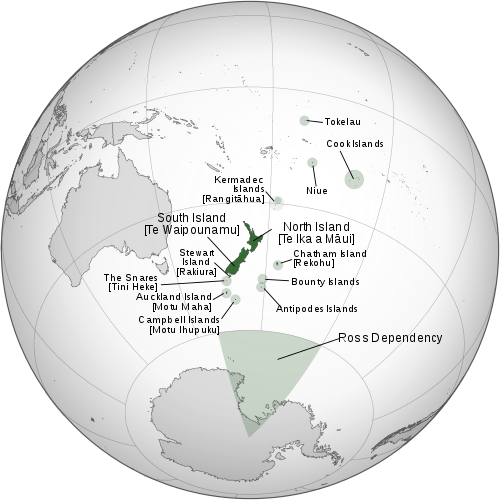 Tokelau
Cook Islands
Niue
Kermadec
Islands
[Rangitāhua]
South Island
[Te Waipounamu]
North Island
[Te Ika a Māui]
Stewart
Island
[Rakiura]
Chatham Island
[Rekohu]
The Snares
[Tini Heke]
Bounty Islands
Auckland Island
[Motu Maha]
Antipodes Islands
Campbell Islands
[Motu Ihupuku]
Ross Dependency